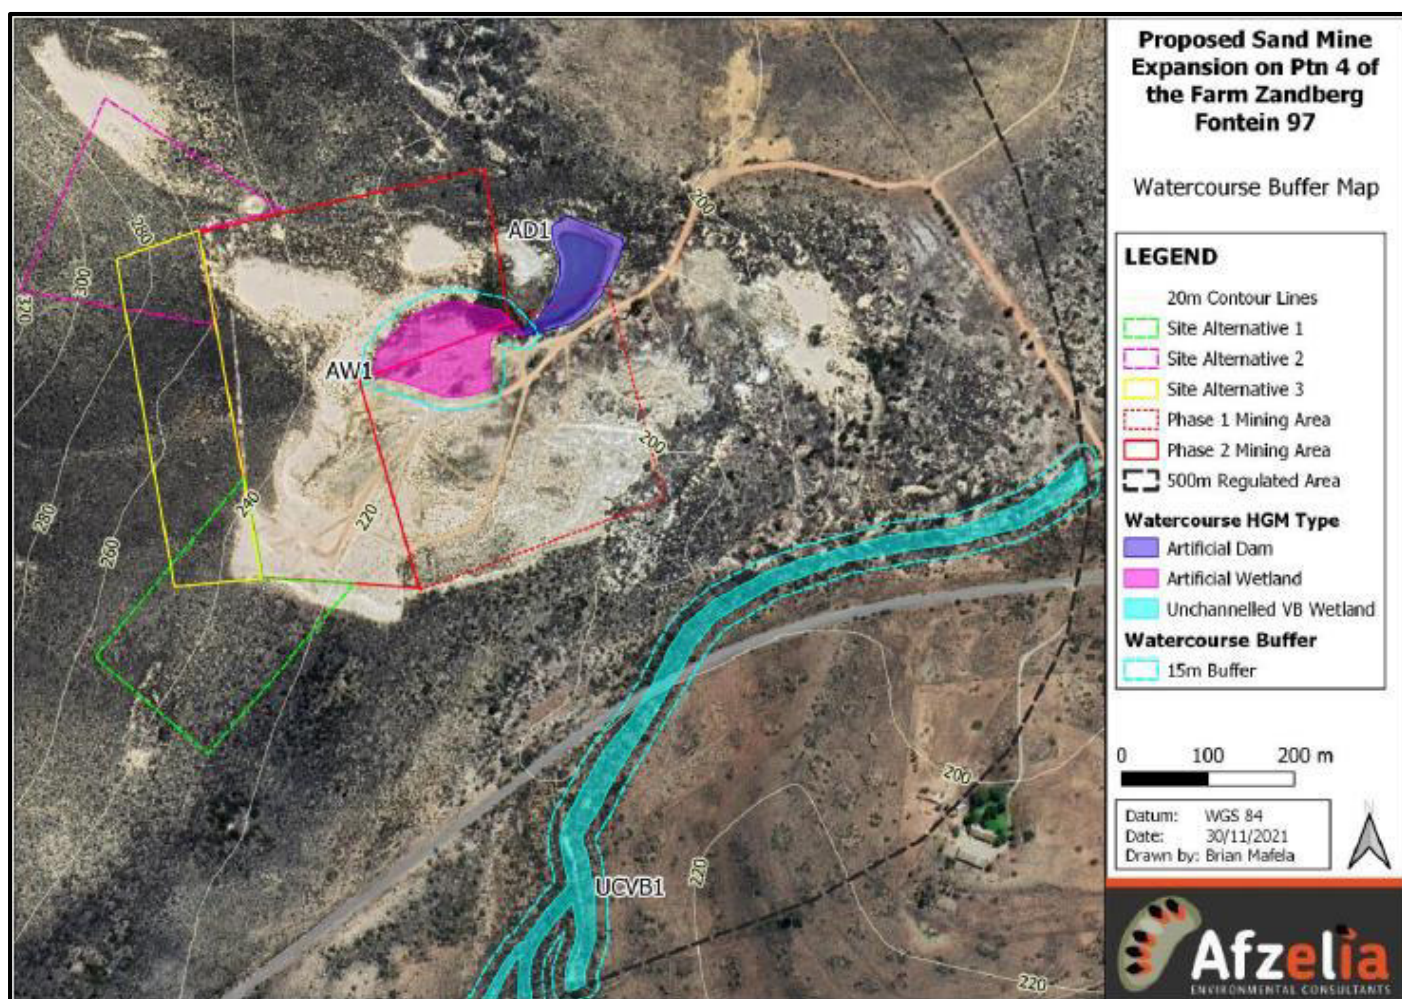 Proposed Sand Mine
Expansion on Ptn 4 of
the Farm Zandberg
Fontein 97
Watercourse Buffer Map
LEGEND
20m Contour Lines
Site Alternative 1
Site Alternative 2
Site Alternative 3
Phase 1 Mining Area
Phase 2 Mining Area
500m Regulated Area
Watercourse HGM Type
Artificial Dam
Artificial Wetland
Unchannelled VB Wetland
Watercourse Buffer
15m Buffer
0 100 200 m
Datum: WGS 84
Date: 30/11/2021
Drawn by: Brian Mafela
N
Afzelia
ENVIRONMENTAL CONSULTANTS
200
AD1
280
300
320
AW1
200
240
220
280
260
200
UCVB1
220
220